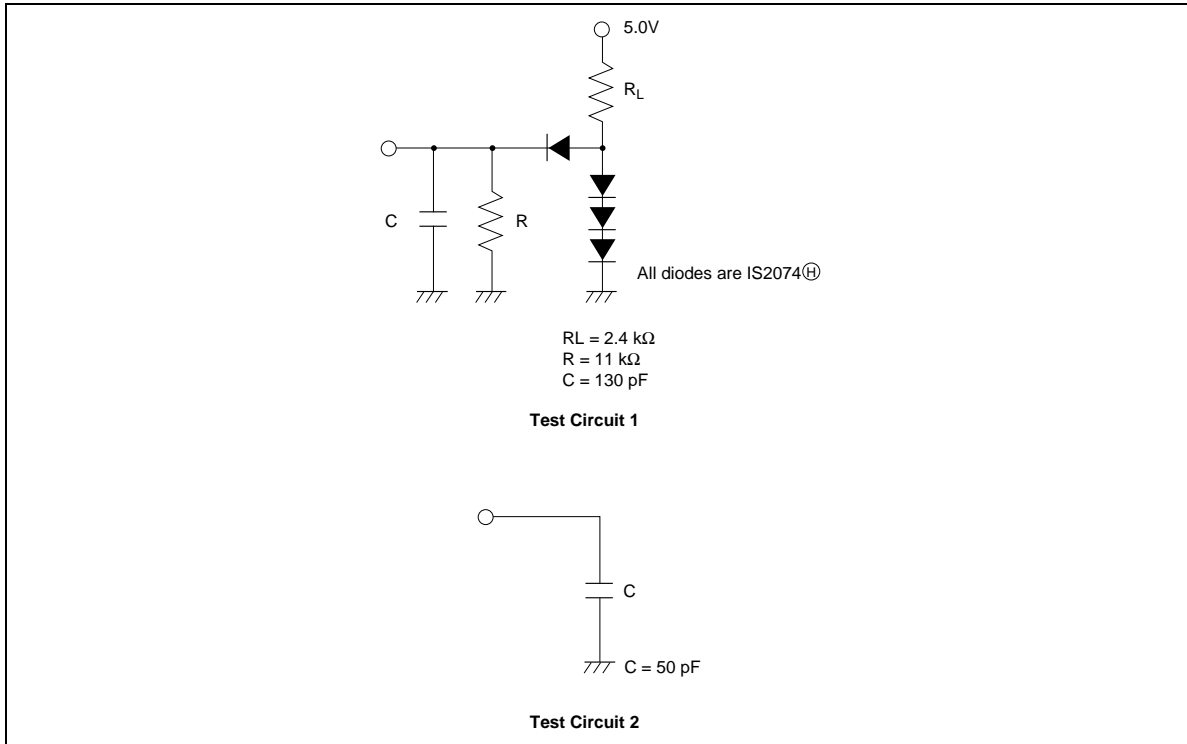 5.0V
RL
C
R
All diodes are IS2074Ⓗ
RL = 2.4 kΩ
R = 11 kΩ
C = 130 pF
Test Circuit 1
C
C = 50 pF
Test Circuit 2